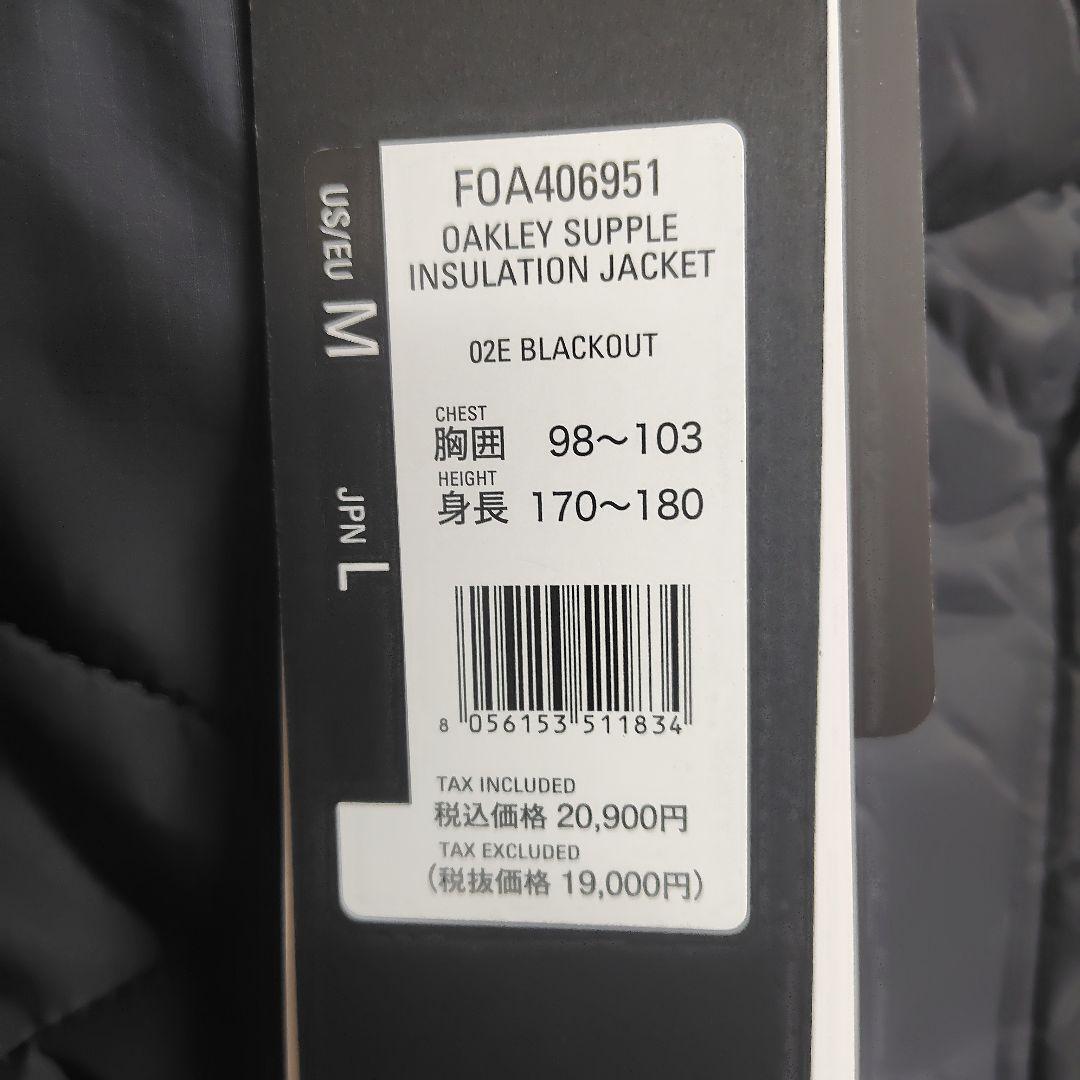 US/EU M
JPN L
FOA406951
OAKLEY SUPPLE
INSULATION JACKET
02E BLACKOUT
CHEST
胸囲 98～103
HEIGHT
身長 170～180
8 056153 511834
TAX INCLUDED
税込価格 20,900円
TAX EXCLUDED
(税抜価格 19,000円)